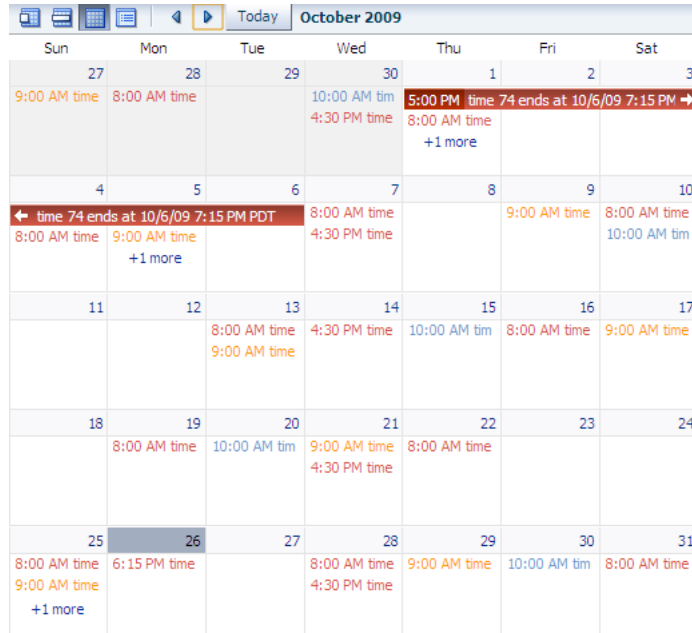 Today October 2009
Sun Mon Tue Wed Thu Fri Sat
27 28 29 30 1 2 3
9:00 AM time 8:00 AM time 10:00 AM tim 5:00 PM time 74 ends at 10/6/09 7:15 PM
4:30 PM time 8:00 AM time
+1 more
4 5 6 7 8 9 10
time 74 ends at 10/6/09 7:15 PM PDT 8:00 AM time 9:00 AM time 8:00 AM time
8:00 AM time 9:00 AM time 4:30 PM time 10:00 AM tim
+1 more
11 12 13 14 15 16 17
8:00 AM time 4:30 PM time 10:00 AM tim 8:00 AM time 9:00 AM time
9:00 AM time
18 19 20 21 22 23 24
8:00 AM time 10:00 AM tim 9:00 AM time 8:00 AM time
4:30 PM time
25 26 27 28 29 30 31
8:00 AM time 6:15 PM time 8:00 AM time 9:00 AM time 10:00 AM tim 8:00 AM time
9:00 AM time 4:30 PM time
+1 more